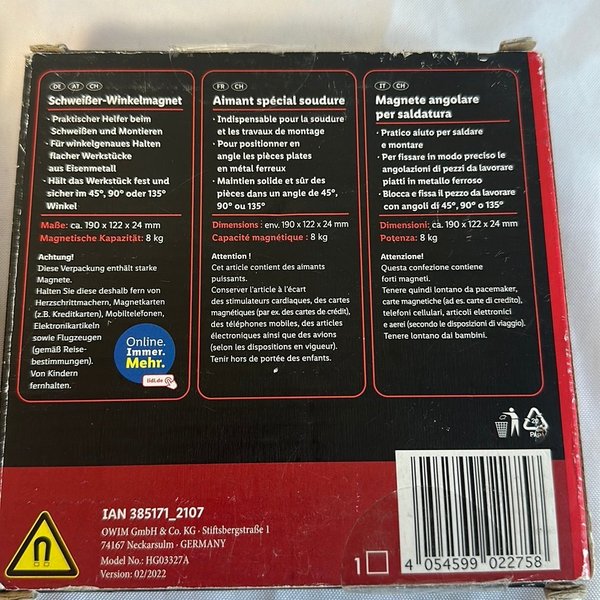 DE AT CH
Schweißer-Winkelmagnet
· Praktischer Helfer beim
Schweißen und Montieren
· Für winkelgenaues Halten
flacher Werkstücke
aus Eisenmetall
· Hält das Werkstück fest und
sicher im 45°, 90° oder 135°
Winkel
Maße: ca. 190 x 122 x 24 mm
Magnetische Kapazität: 8 kg
Achtung!
Diese Verpackung enthält starke
Magnete.
Halten Sie diese deshalb fern von
Herzschrittmachern, Magnetkarten
(z.B. Kreditkarten), Mobiltelefonen,
Elektronikartikeln
sowie Flugzeugen
(gemäß Reise-
bestimmungen).
Von Kindern
fernhalten.
Online.
Immer.
Mehr.
lidl.de
FR CH
Aimant spécial soudure
· Indispensable pour la soudure
et les travaux de montage
· Pour positionner en
angle les pièces plates
en métal ferreux
· Maintien solide et sûr des
pièces dans un angle de 45°,
90° ou 135°
Dimensions : env. 190 x 122 x 24 mm
Capacité magnétique : 8 kg
Attention !
Cet article contient des aimants
puissants.
Conserver l'article à l'écart
des stimulateurs cardiaques, des cartes
magnétiques (par ex. des cartes de crédit),
des téléphones mobiles, des articles
électroniques ainsi que des avions
(selon les dispositions en vigueur).
Tenir hors de portée des enfants.
IT CH
Magnete angolare
per saldatura
· Pratico aiuto per saldare
e montare
· Per fissare in modo preciso le
angolazioni di pezzi da lavorare
piatti in metallo ferroso
· Blocca e fissa il pezzo da lavorare
con angoli di 45°, 90° o 135°
Dimensioni: ca. 190 x 122 x 24 mm
Potenza: 8 kg
Attenzione!
Questa confezione contiene
forti magneti.
Tenere quindi lontano da pacemaker,
carte magnetiche (ad es. carte di credito),
telefoni cellulari, articoli elettronici
e aerei (secondo le disposizioni di viaggio).
Tenere lontano dai bambini.
IAN 385171_2107
OWIM GmbH & Co. KG · Stiftsbergstraße 1
74167 Neckarsulm · GERMANY
Model No.: HG03327A
Version: 02/2022
1
4 054599 022758